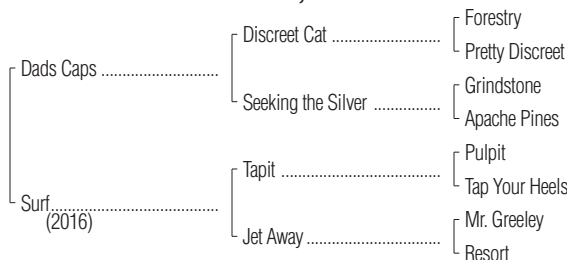 Forestry
Discreet Cat ................................
Pretty Discreet
Dads Caps ...................................
Grindstone
Seeking the Silver ....................
Apache Pines
Pulpit
Tapit ...............................................
Tap Your Heels
Surf..................................................
(2016)
Mr. Greeley
Jet Away .......................................
Resort